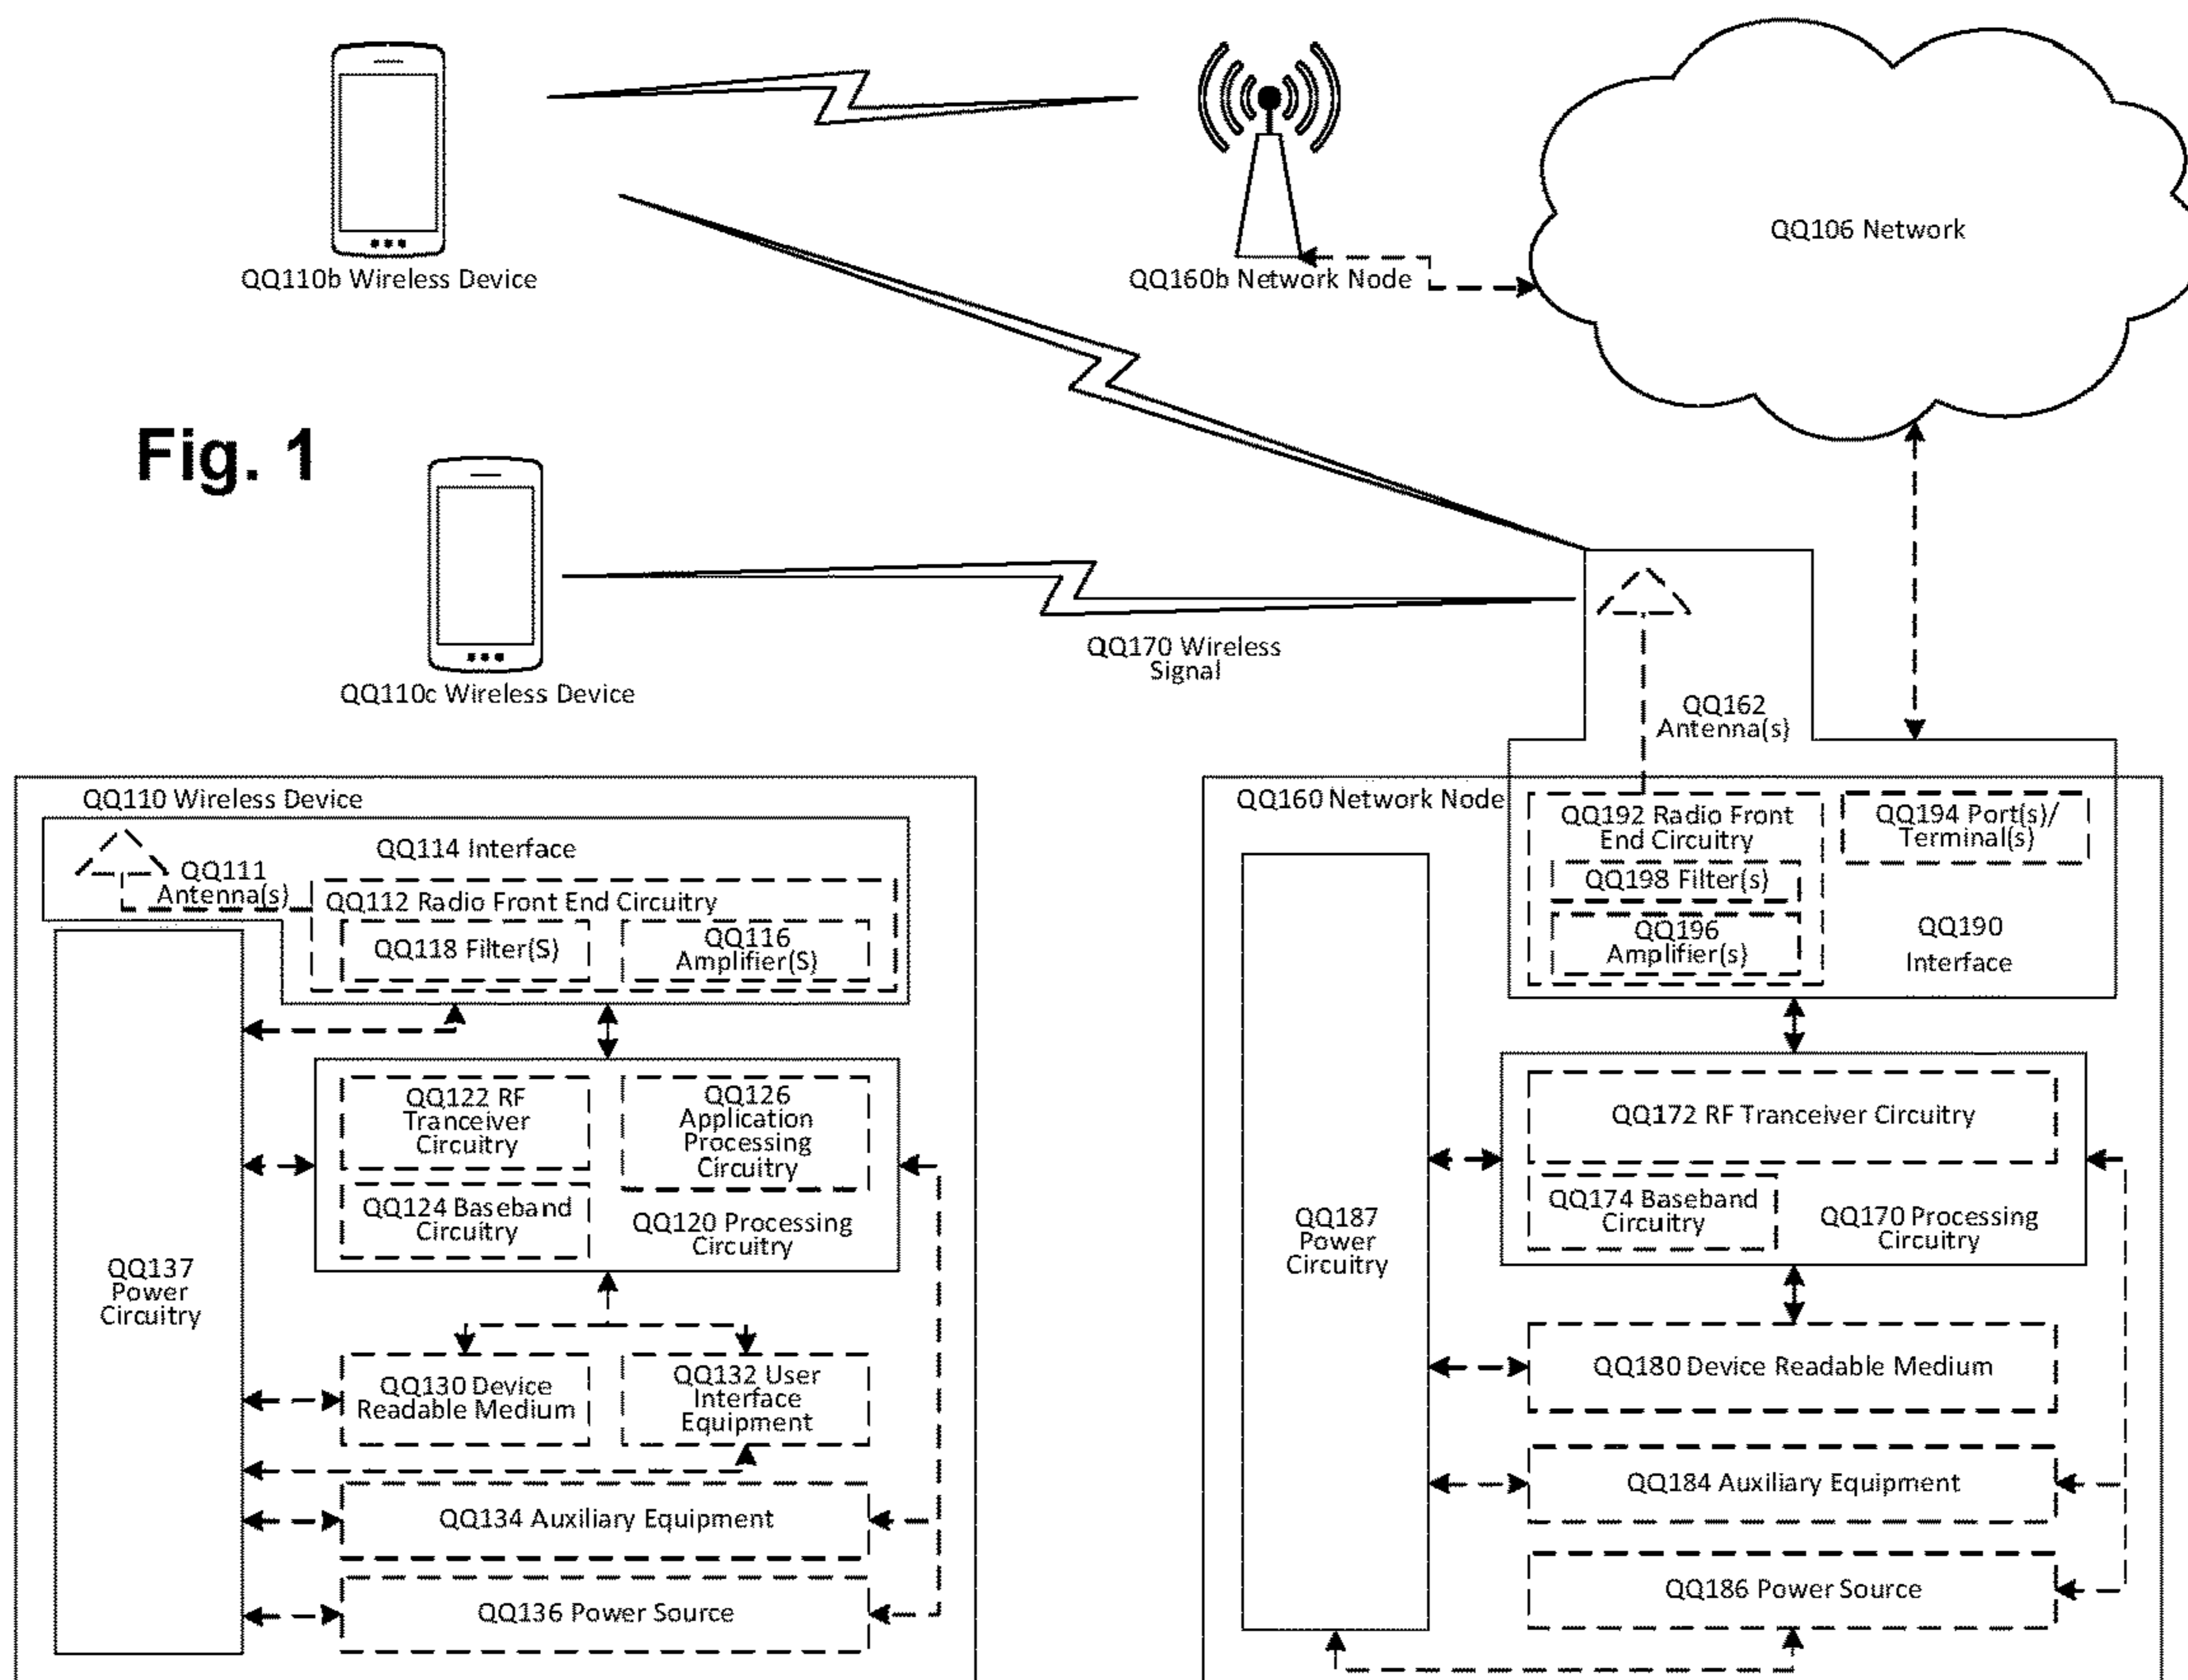 QQ106 Network
QQ110b Wireless Device
QQ160b Network Node
Fig. 1
QQ170 Wireless
Signal
QQ110c Wireless Device
QQ162
Antenna(s)
QQ110 Wireless Device
QQ114 Interface
QQ111
Antenna(s)
QQ112 Radio Front End Circuitry
QQ118 Filter(S)
QQ116
Amplifier(S)
QQ137
Power
Circuitry
QQ122 RF
Tranceiver
Circuitry
QQ126
Application
Processing
Circuitry
QQ124 Baseband
Circuitry
QQ120 Processing
Circuitry
QQ130 Device
Readable Medium
QQ132 User
Interface
Equipment
QQ134 Auxiliary Equipment
QQ136 Power Source
QQ160 Network Node
QQ192 Radio Front
End Circuitry
QQ198 Filter(s)
QQ196
Amplifier(s)
QQ194 Port(s)/
Terminal(s)
QQ190
Interface
QQ187
Power
Circuitry
QQ172 RF Tranceiver Circuitry
QQ174 Baseband
Circuitry
QQ170 Processing
Circuitry
QQ180 Device Readable Medium
QQ184 Auxiliary Equipment
QQ186 Power Source